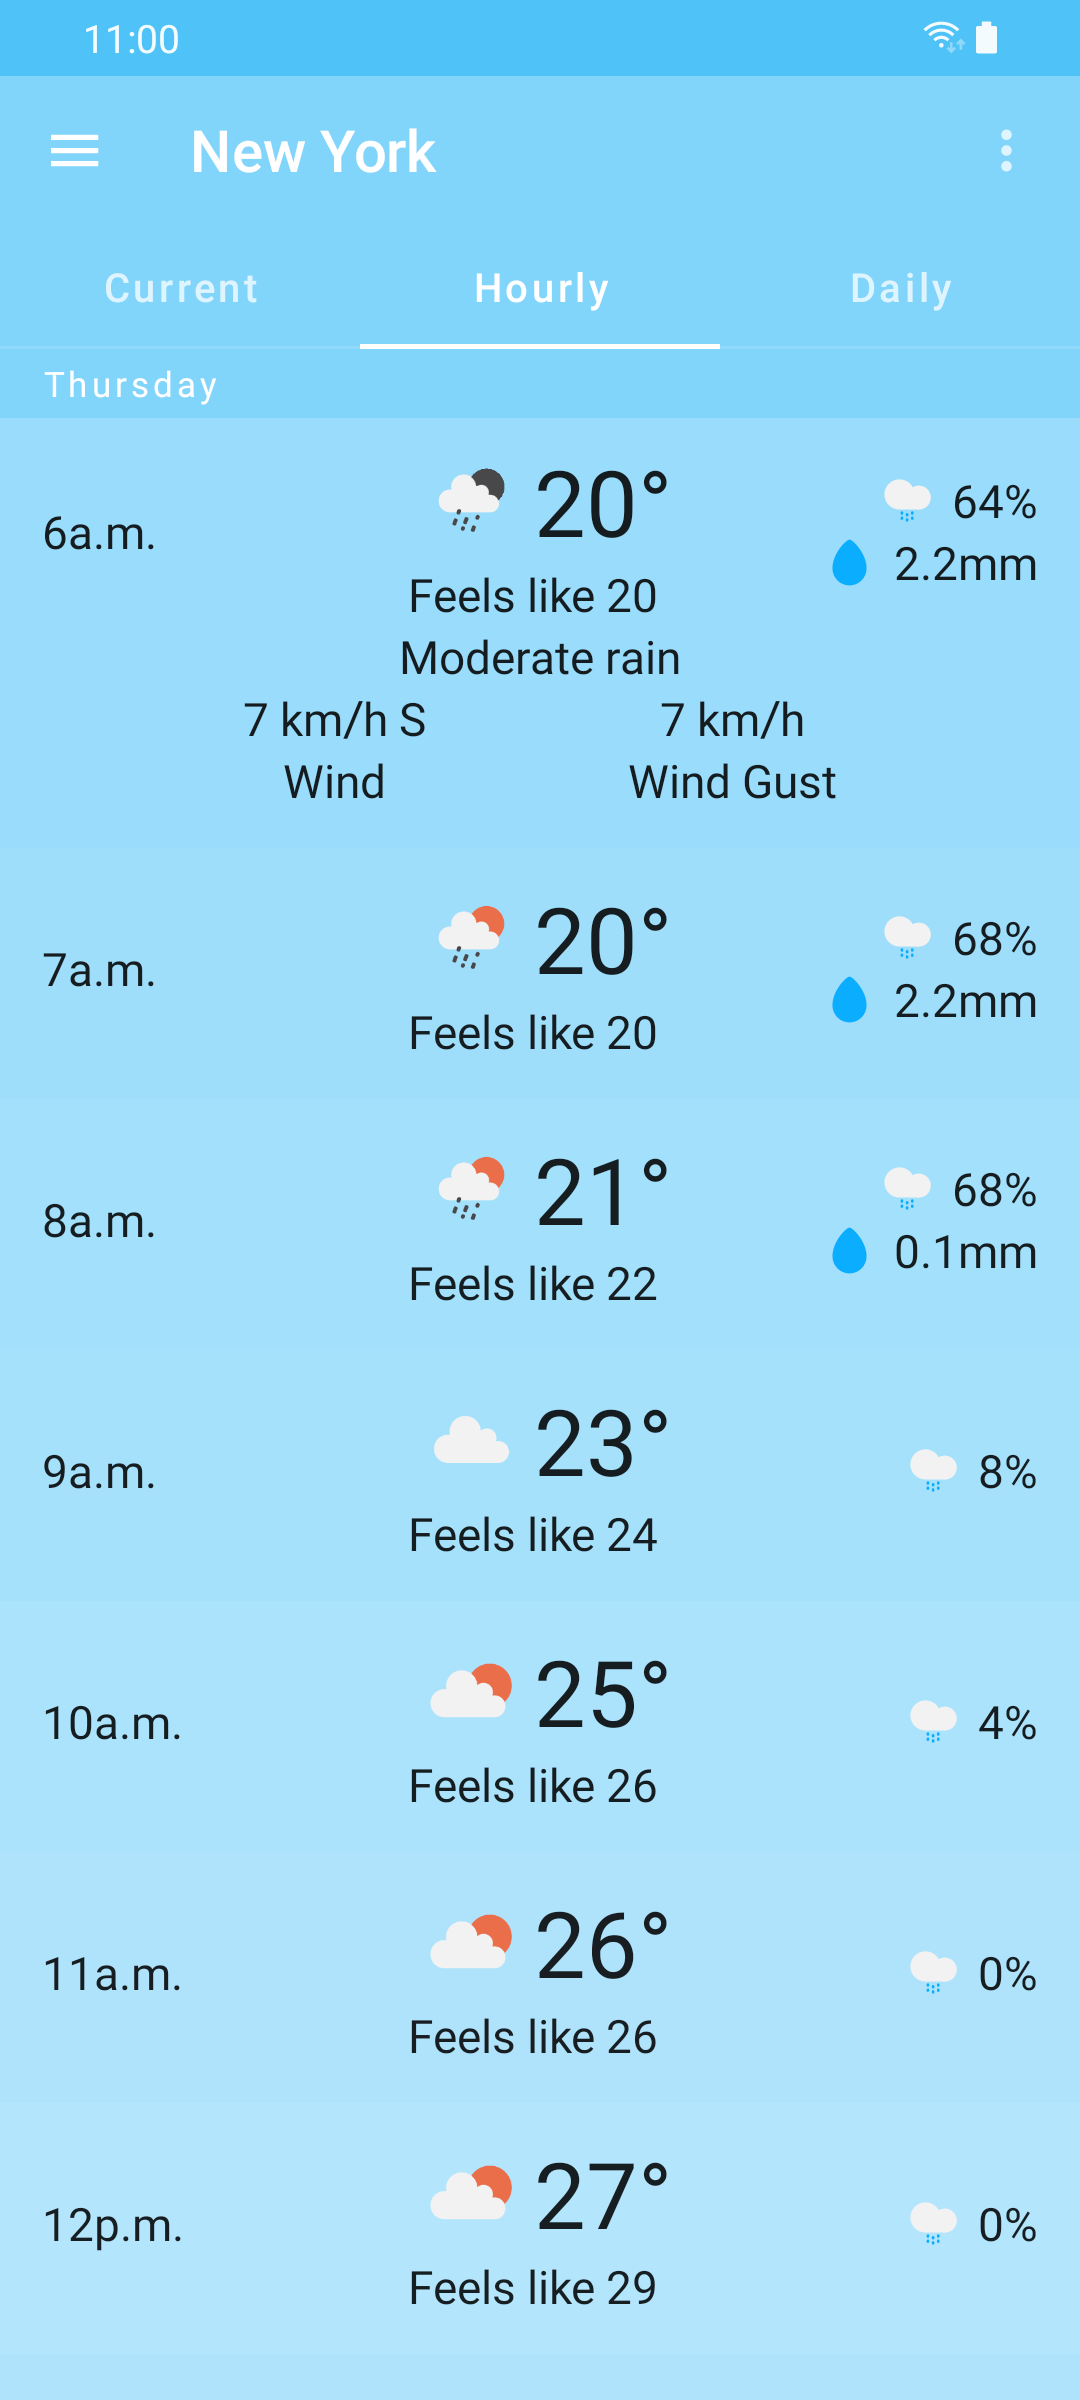 11:00
New York
Current Hourly Daily
Thursday
6a.m. 20° 64%
2.2mm
Feels like 20
Moderate rain
7 km/h S 7 km/h
Wind Wind Gust
7a.m. 20° 68%
2.2mm
Feels like 20
8a.m. 21° 68%
0.1mm
Feels like 22
9a.m. 23° 8%
Feels like 24
10a.m. 25° 4%
Feels like 26
11a.m. 26° 0%
Feels like 26
12p.m. 27° 0%
Feels like 29